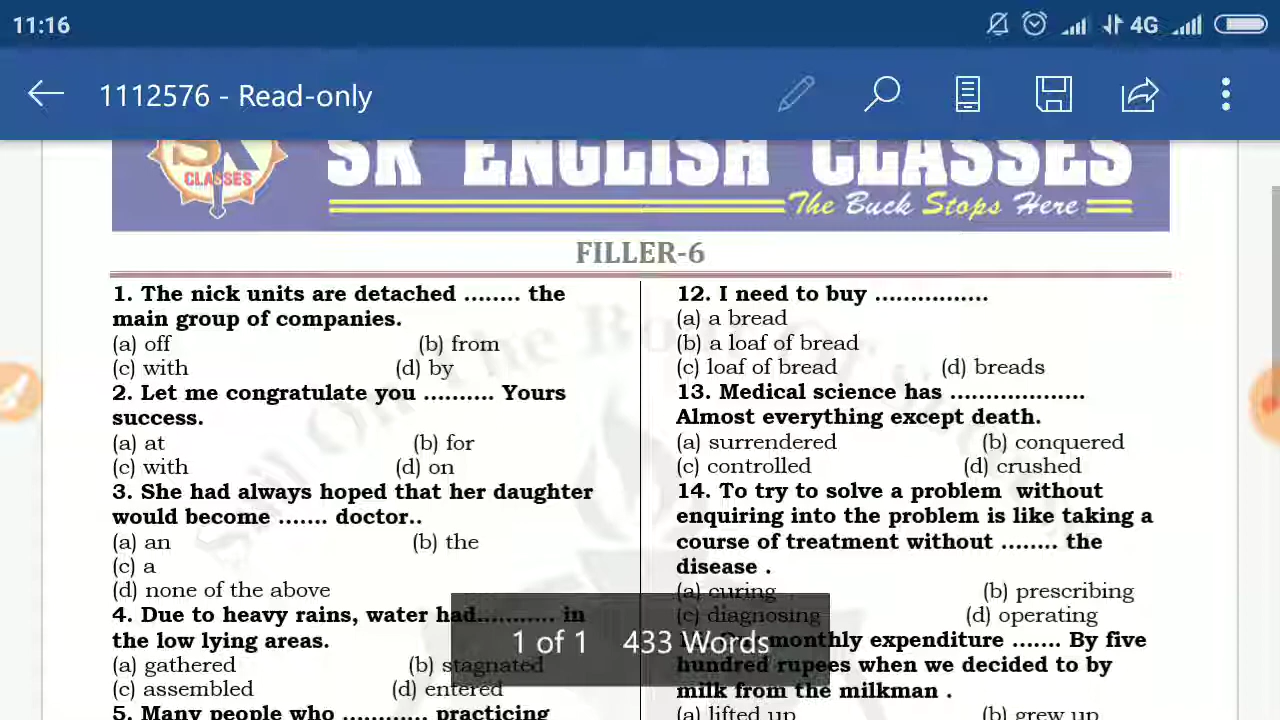 11:16
4G
1112576 - Read-only
SK ENGLISH CLASSES
CLASSES
The Buck Stops Here
FILLER-6
1. The nick units are detached ........ the
main group of companies.
(a) off (b) from
(c) with (d) by
2. Let me congratulate you .......... Yours
success.
(a) at (b) for
(c) with (d) on
3. She had always hoped that her daughter
would become ....... doctor..
(a) an (b) the
(c) a
(d) none of the above
4. Due to heavy rains, water had........... in
the low lying areas.
(a) gathered (b) stagnated
(c) assembled (d) entered
5. Many people who ............ practicing
12. I need to buy ................
(a) a bread
(b) a loaf of bread
(c) loaf of bread (d) breads
13. Medical science has ...................
Almost everything except death.
(a) surrendered (b) conquered
(c) controlled (d) crushed
14. To try to solve a problem without
enquiring into the problem is like taking a
course of treatment without ........ the
disease .
(a) curing (b) prescribing
(c) diagnosing (d) operating
monthly expenditure ....... By five
hundred rupees when we decided to by
milk from the milkman .
(a) lifted up (b) grew up
1 of 1 433 Words